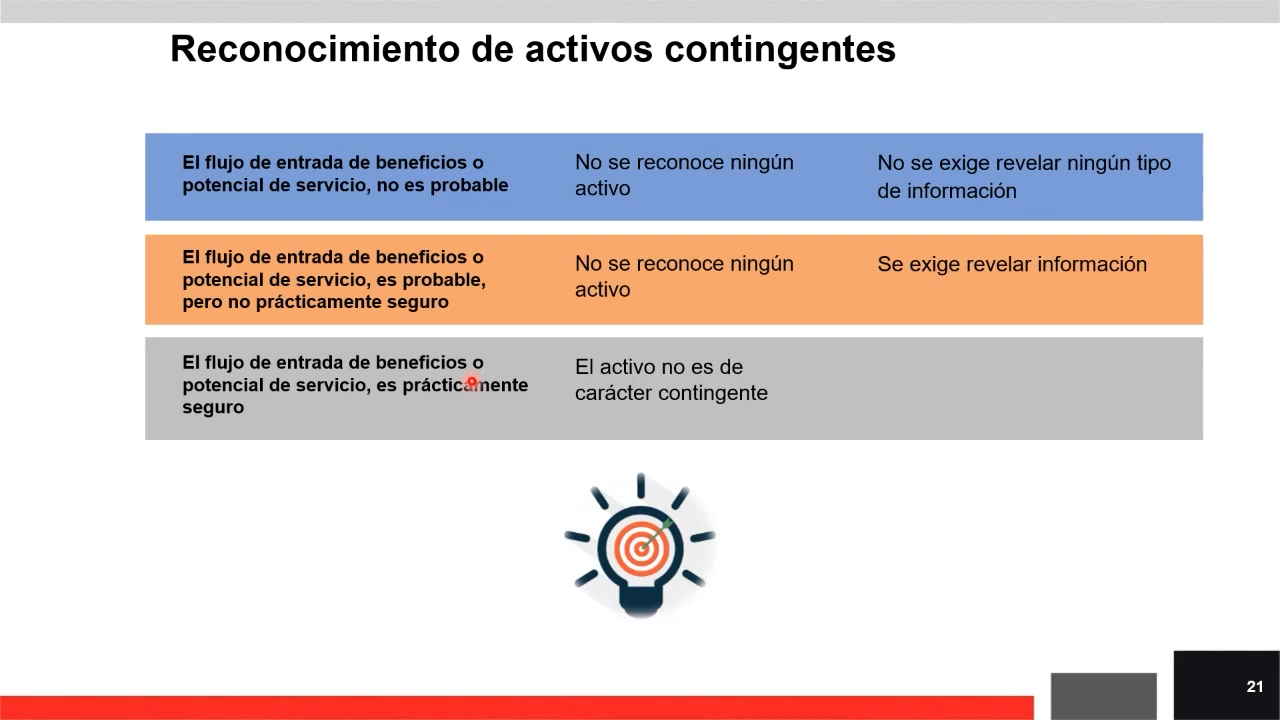 Reconocimiento de activos contingentes
El flujo de entrada de beneficios o
potencial de servicio, no es probable
No se reconoce ningún
activo
No se exige revelar ningún tipo
de información
El flujo de entrada de beneficios o
potencial de servicio, es probable,
pero no prácticamente seguro
No se reconoce ningún
activo
Se exige revelar información
El flujo de entrada de beneficios o
potencial de servicio, es prácticamente
seguro
El activo no es de
carácter contingente
21